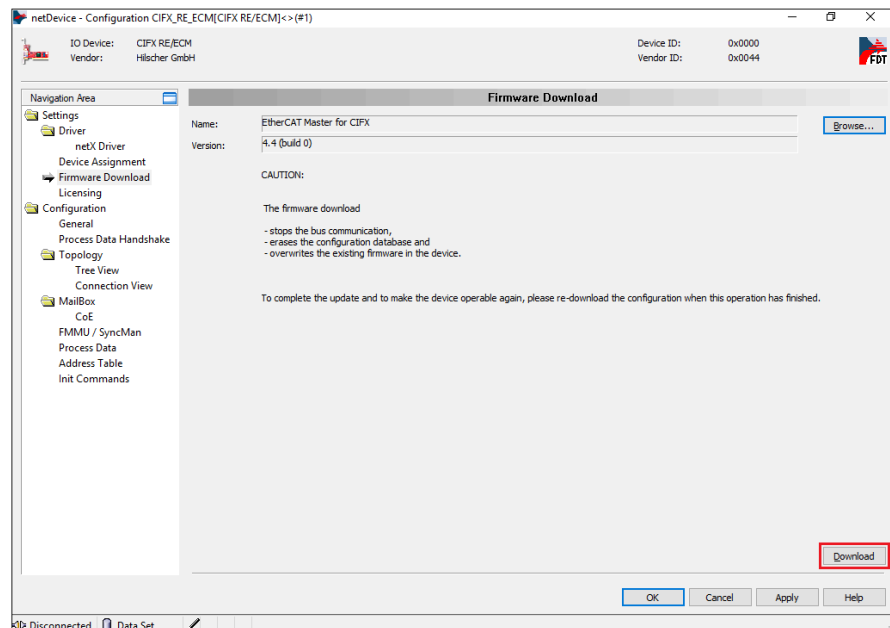 netDevice - Configuration CIFX_RE_ECM[CIFX RE/ECM]<>(#1)
IO Device: CIFX RE/ECM Device ID: 0x0000
Vendor: Hilscher GmbH Vendor ID: 0x0044
FDT
Navigation Area
Firmware Download
Settings
Driver
netX Driver
Device Assignment
Firmware Download
Licensing
Configuration
General
Process Data Handshake
Topology
Tree View
Connection View
MailBox
CoE
FMMU / SyncMan
Process Data
Address Table
Init Commands
Name: EtherCAT Master for CIFX Browse...
Version: 4.4 (build 0)
CAUTION:
The firmware download
- stops the bus communication,
- erases the configuration database and
- overwrites the existing firmware in the device.
To complete the update and to make the device operable again, please re-download the configuration when this operation has finished.
Download
OK Cancel Apply Help
Disconnected Data Set